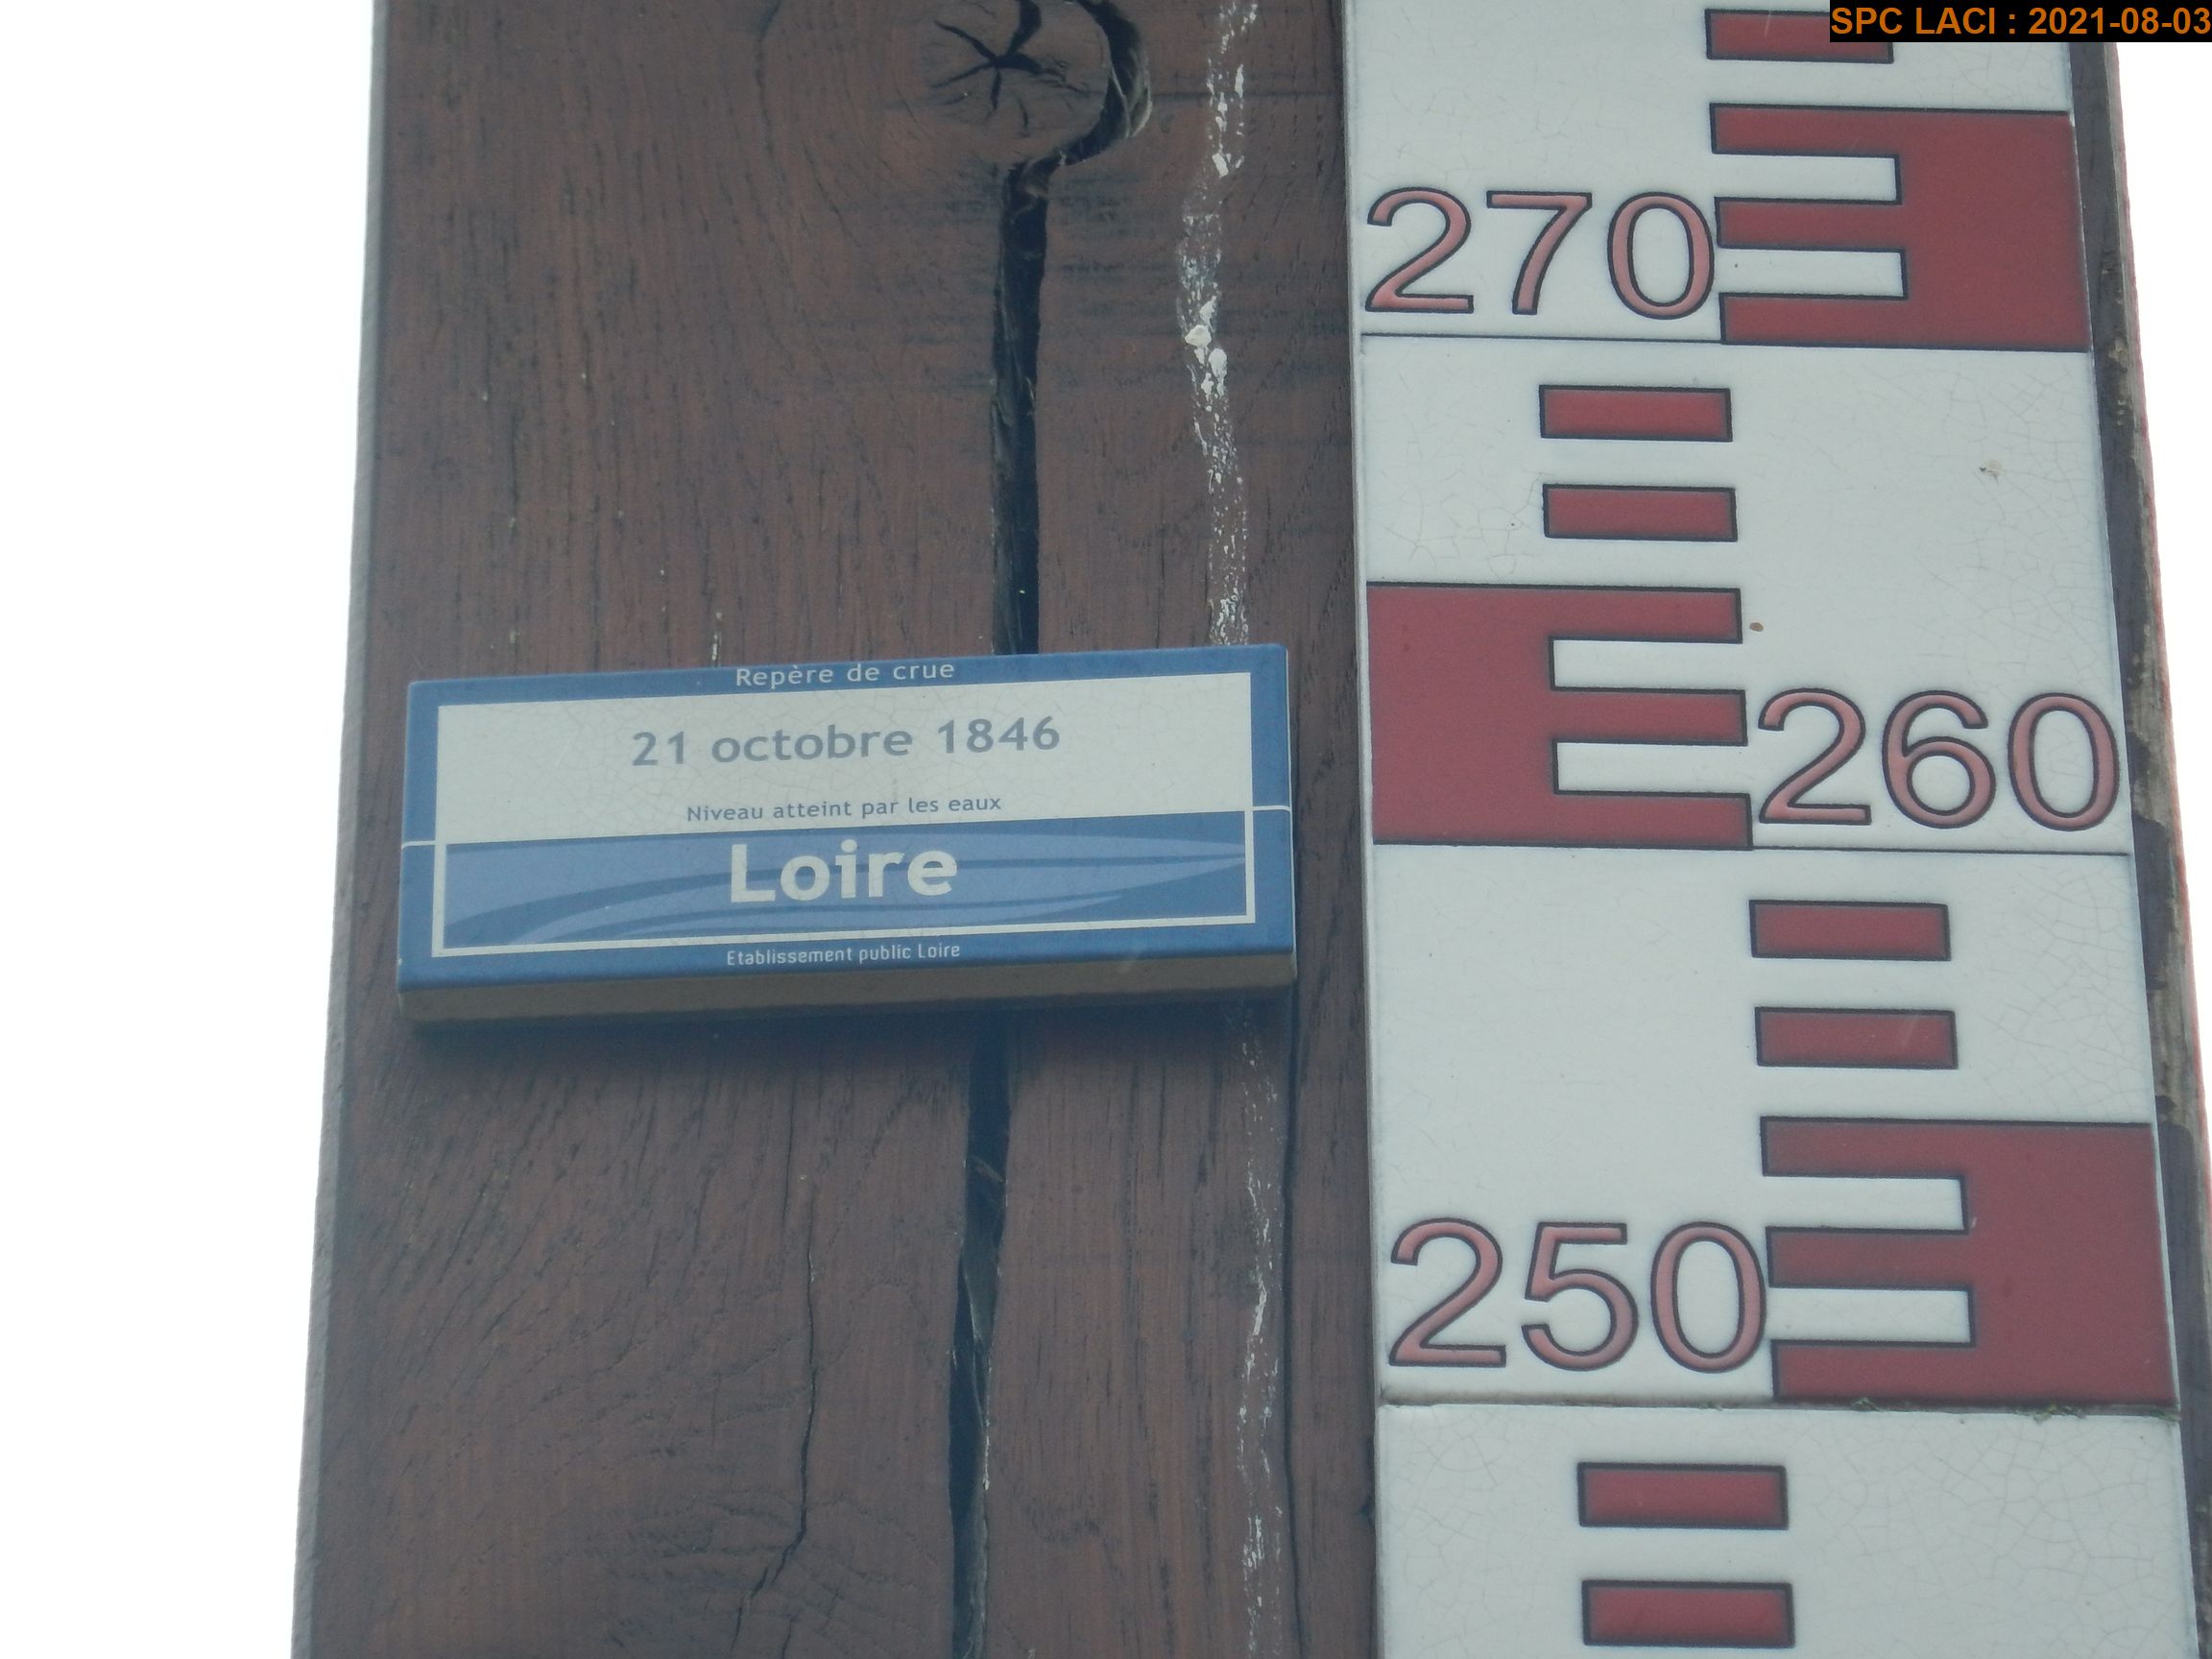 SPC LACI : 2021-08-03
270
Repère de crue
21 octobre 1846
Niveau atteint par les eaux
Loire
Etablissement public Loire
260
250